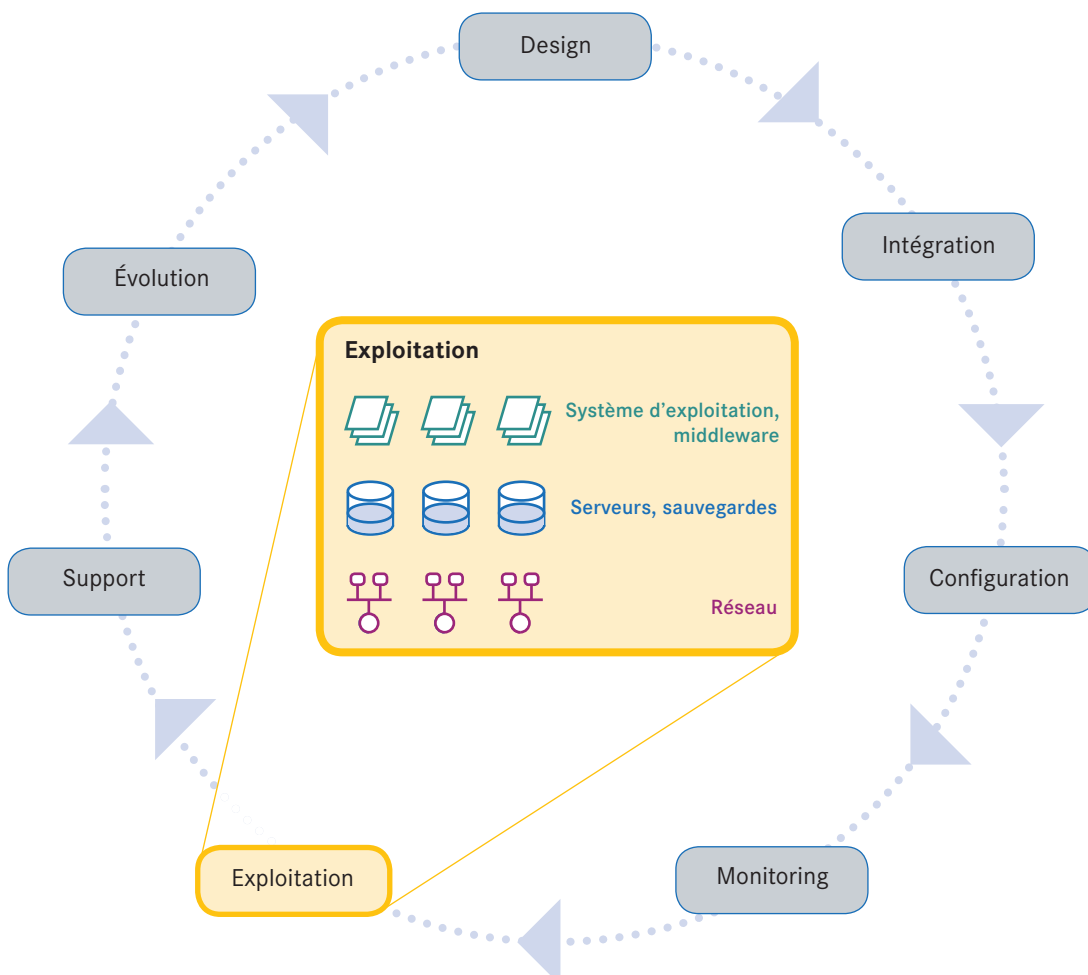 Design
Intégration
Évolution
Exploitation
Système d'exploitation,
middleware
Serveurs, sauvegardes
Réseau
Support
Configuration
Exploitation
Monitoring